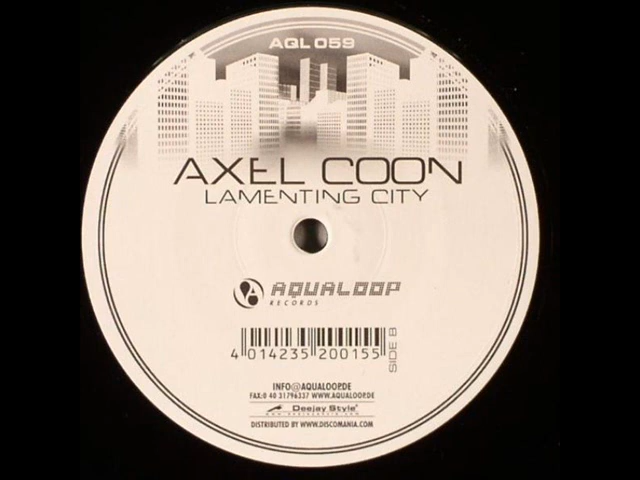 AQL 059
AXEL COON
LAMENTING CITY
AQUALOOP
RECORDS
4 014235 200155
SIDE B
INFO@AQUALOOP.DE
FAX:0 40 31796337 WWW.AQUALOOP.DE
Deejay Style
DISTRIBUTED BY WWW.DISCOMANIA.COM